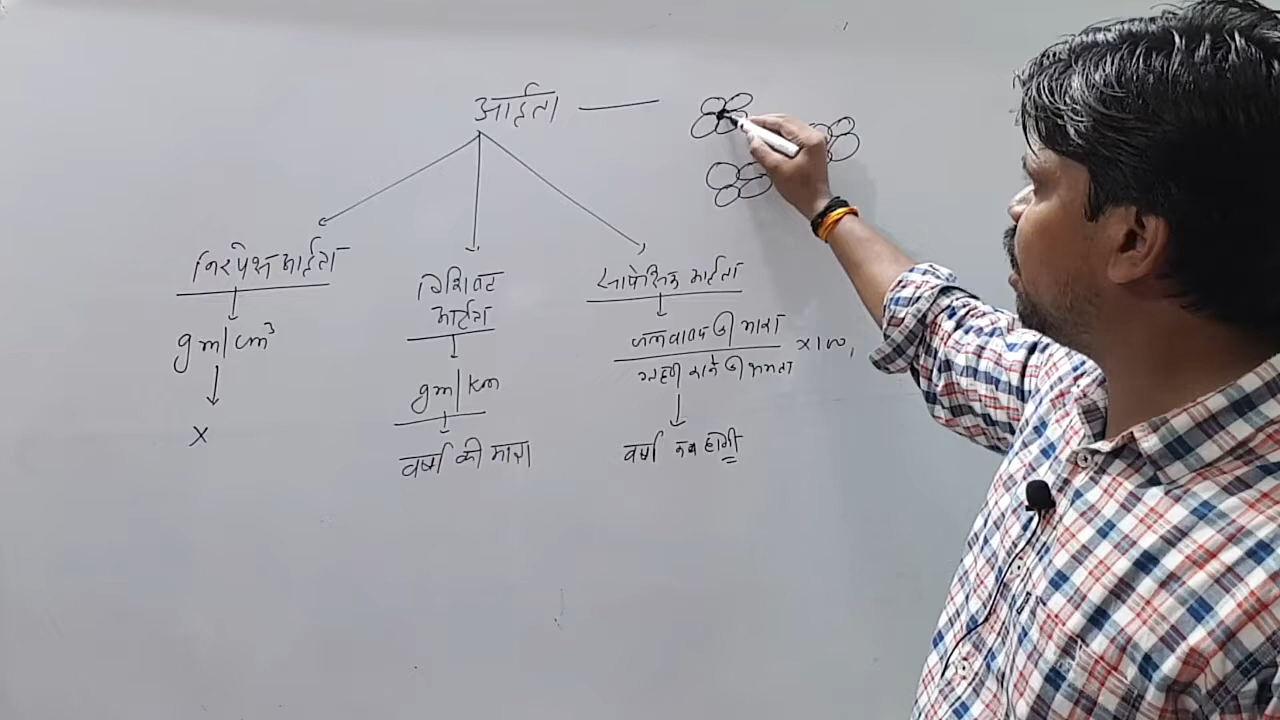 आर्द्रता
निरपेक्ष आर्द्रता
gm/cm³
x
विशिष्ट
आर्द्रता
gm/km
वर्षा की मात्रा
सापेक्षिक आर्द्रता
जलवाष्प की मात्रा
ग्रहण करने की क्षमता
x100
वर्षा कब होगी